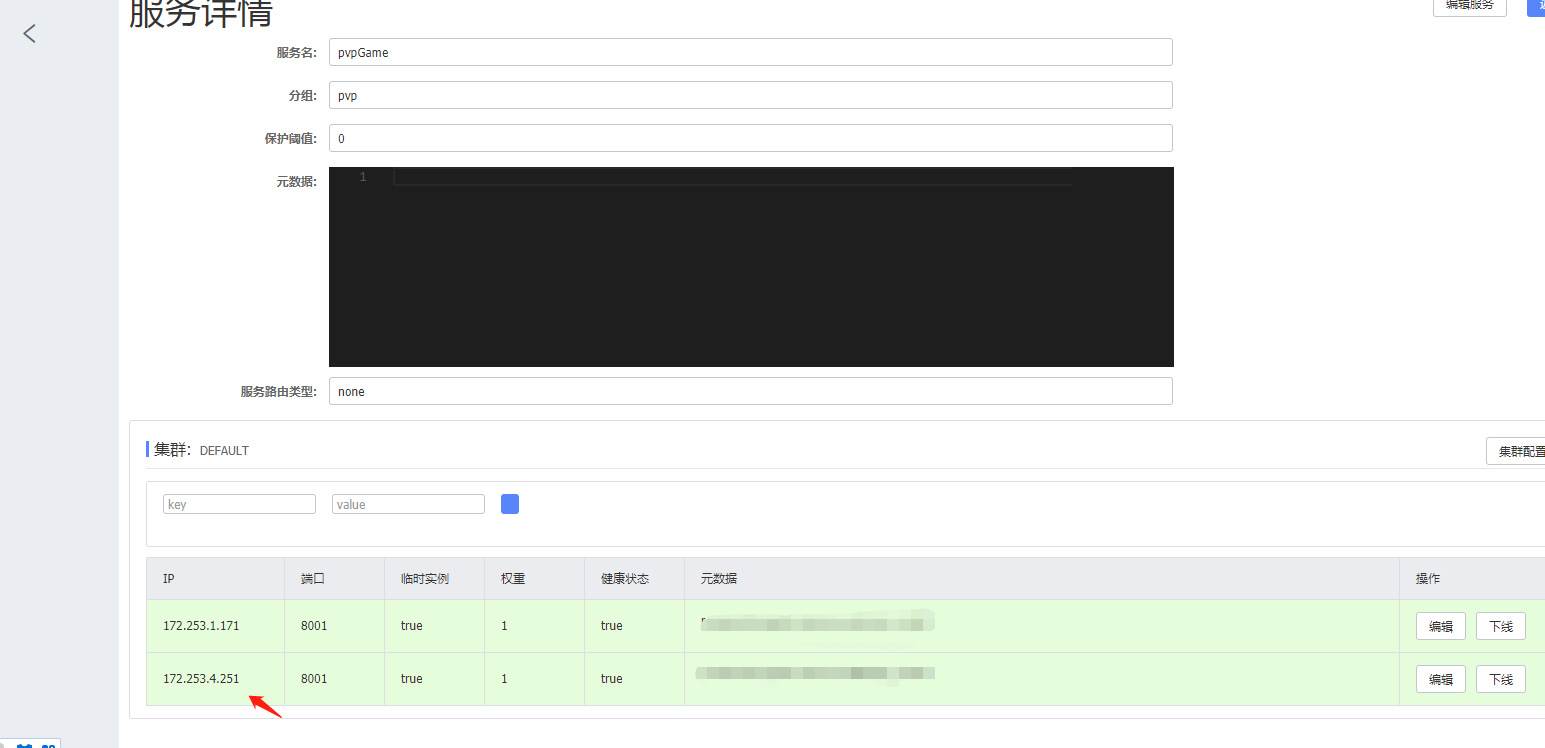 服务详情
编辑服务
服务名: pvpGame
分组: pvp
保护阈值: 0
元数据: 1
服务路由类型: none
集群: DEFAULT
集群配置
key value
IP 端口 临时实例 权重 健康状态 元数据 操作
172.253.1.171 8001 true 1 true 编辑 下线
172.253.4.251 8001 true 1 true 编辑 下线